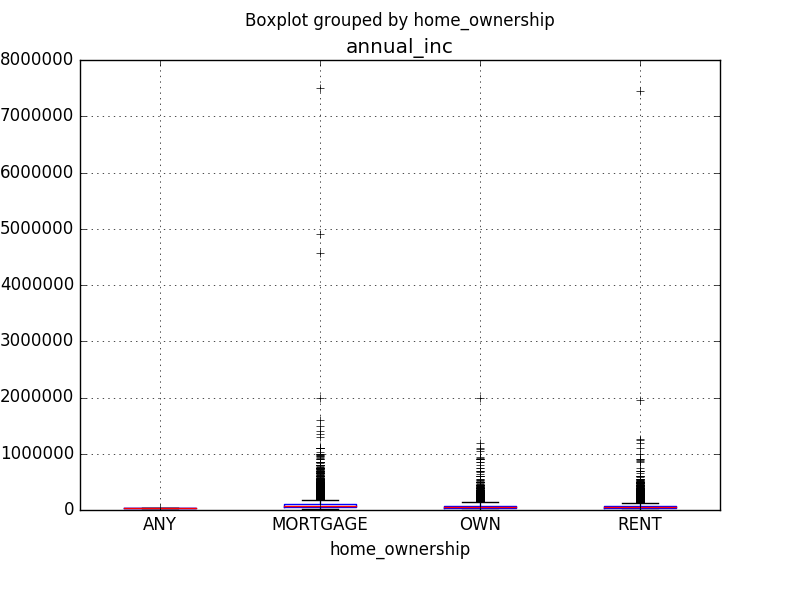 Boxplot grouped by home_ownership
annual_inc
8000000
7000000
6000000
5000000
4000000
3000000
2000000
1000000
0
ANY MORTGAGE OWN RENT
home_ownership